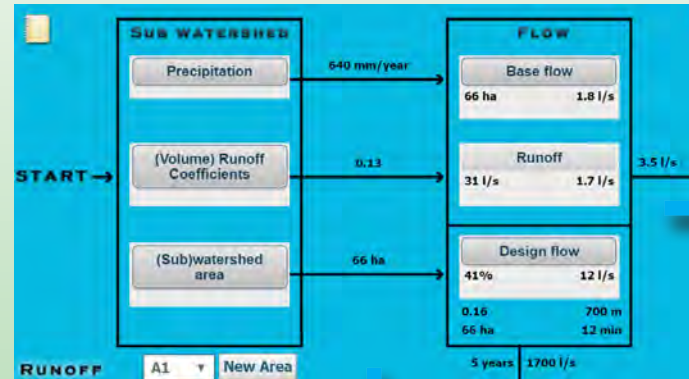 SUB WATERSHED
FLOW
Precipitation
640 mm/year
Base flow
66 ha 1.8 l/s
START
(Volume) Runoff
Coefficients
0.13
Runoff
31 l/s 1.7 l/s
3.5 l/s
(Sub)watershed
area
66 ha
Design flow
41% 12 l/s
0.16 700 m
66 ha 12 min
RUNOFF
A1
New Area
5 years 1700 l/s